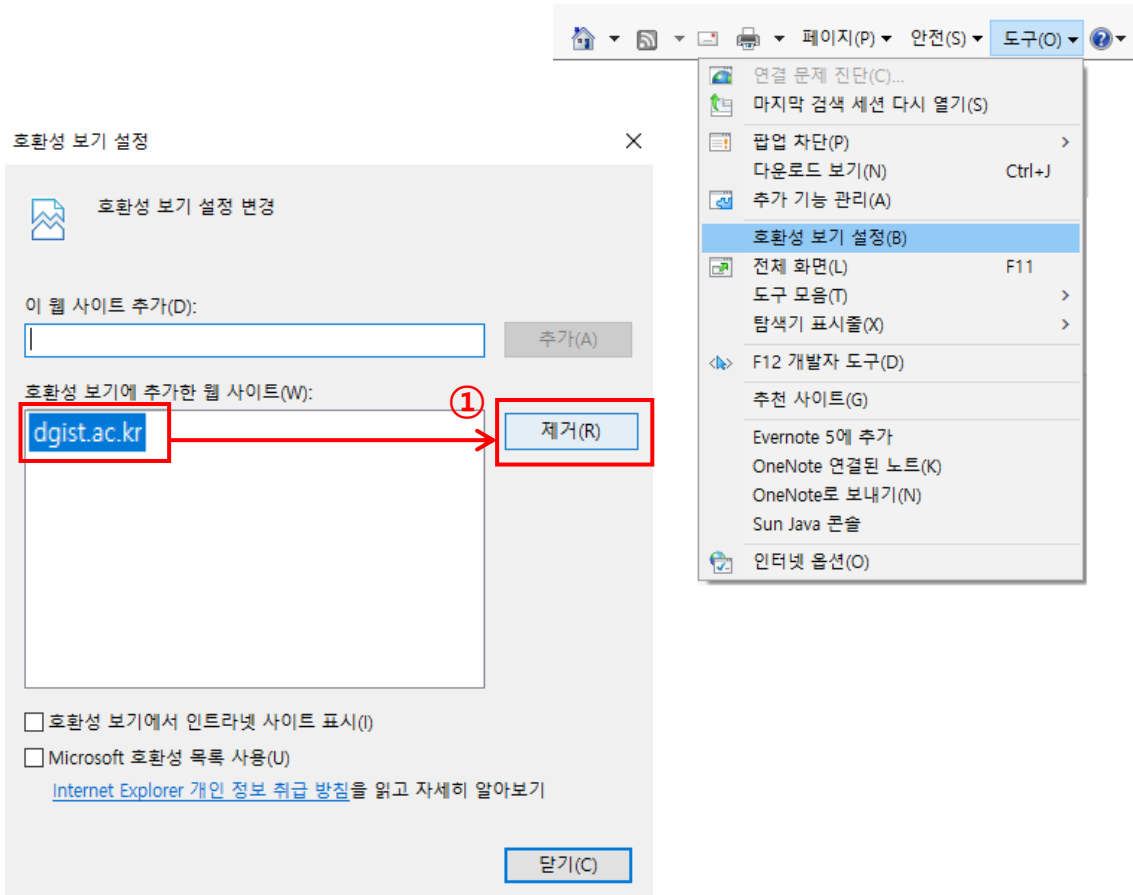 페이지(P) 안전(S) 도구(O)
연결 문제 진단(C)...
마지막 검색 세션 다시 열기(S)
팝업 차단(P)
다운로드 보기(N) Ctrl+J
추가 기능 관리(A)
호환성 보기 설정(B)
전체 화면(L) F11
도구 모음(T)
탐색기 표시줄(X)
F12 개발자 도구(D)
추천 사이트(G)
Evernote 5에 추가
OneNote 연결된 노트(K)
OneNote로 보내기(N)
Sun Java 콘솔
인터넷 옵션(O)
호환성 보기 설정
호환성 보기 설정 변경
이 웹 사이트 추가(D):
추가(A)
호환성 보기에 추가한 웹 사이트(W):
①
dgist.ac.kr
제거(R)
호환성 보기에서 인트라넷 사이트 표시(I)
Microsoft 호환성 목록 사용(U)
Internet Explorer 개인 정보 취급 방침을 읽고 자세히 알아보기
닫기(C)